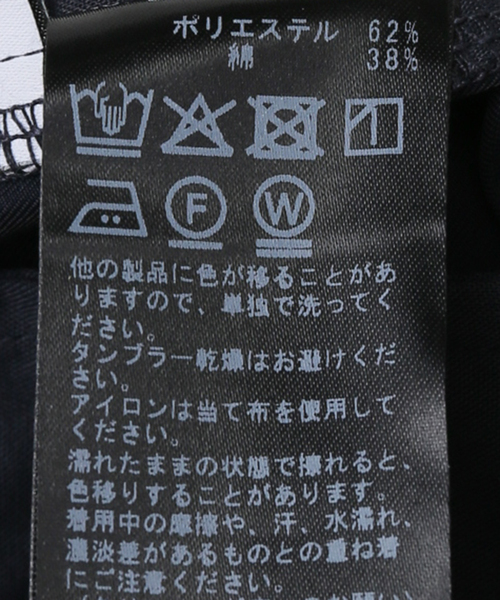 ポリエステル 62%
綿 38%
F W
他の製品に色が移ることがあ
りますので、単独で洗ってく
ださい。
タンブラー乾燥はお避けくだ
さい。
アイロンは当て布を使用して
ください。
濡れたままの状態で擦れると、
色移りすることがあります。
着用中の摩擦や、汗、水濡れ、
濃淡差があるものとの重ね着
にご注意ください。